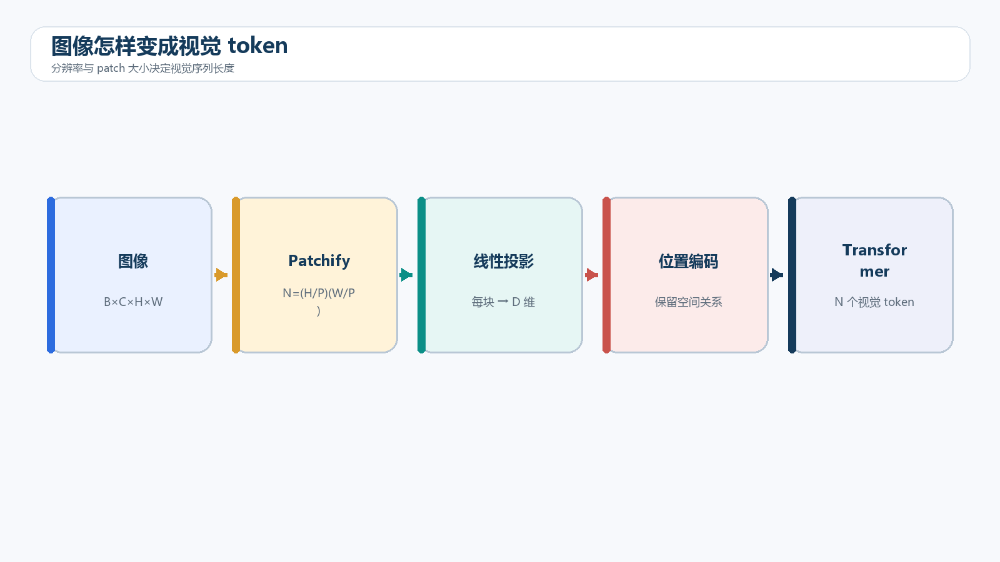 图像怎样变成视觉 token
分辨率与 patch 大小决定视觉序列长度
图像
B×C×H×W
Patchify
N=(H/P)(W/P
)
线性投影
每块 → D 维
位置编码
保留空间关系
Transfor
mer
N 个视觉 token